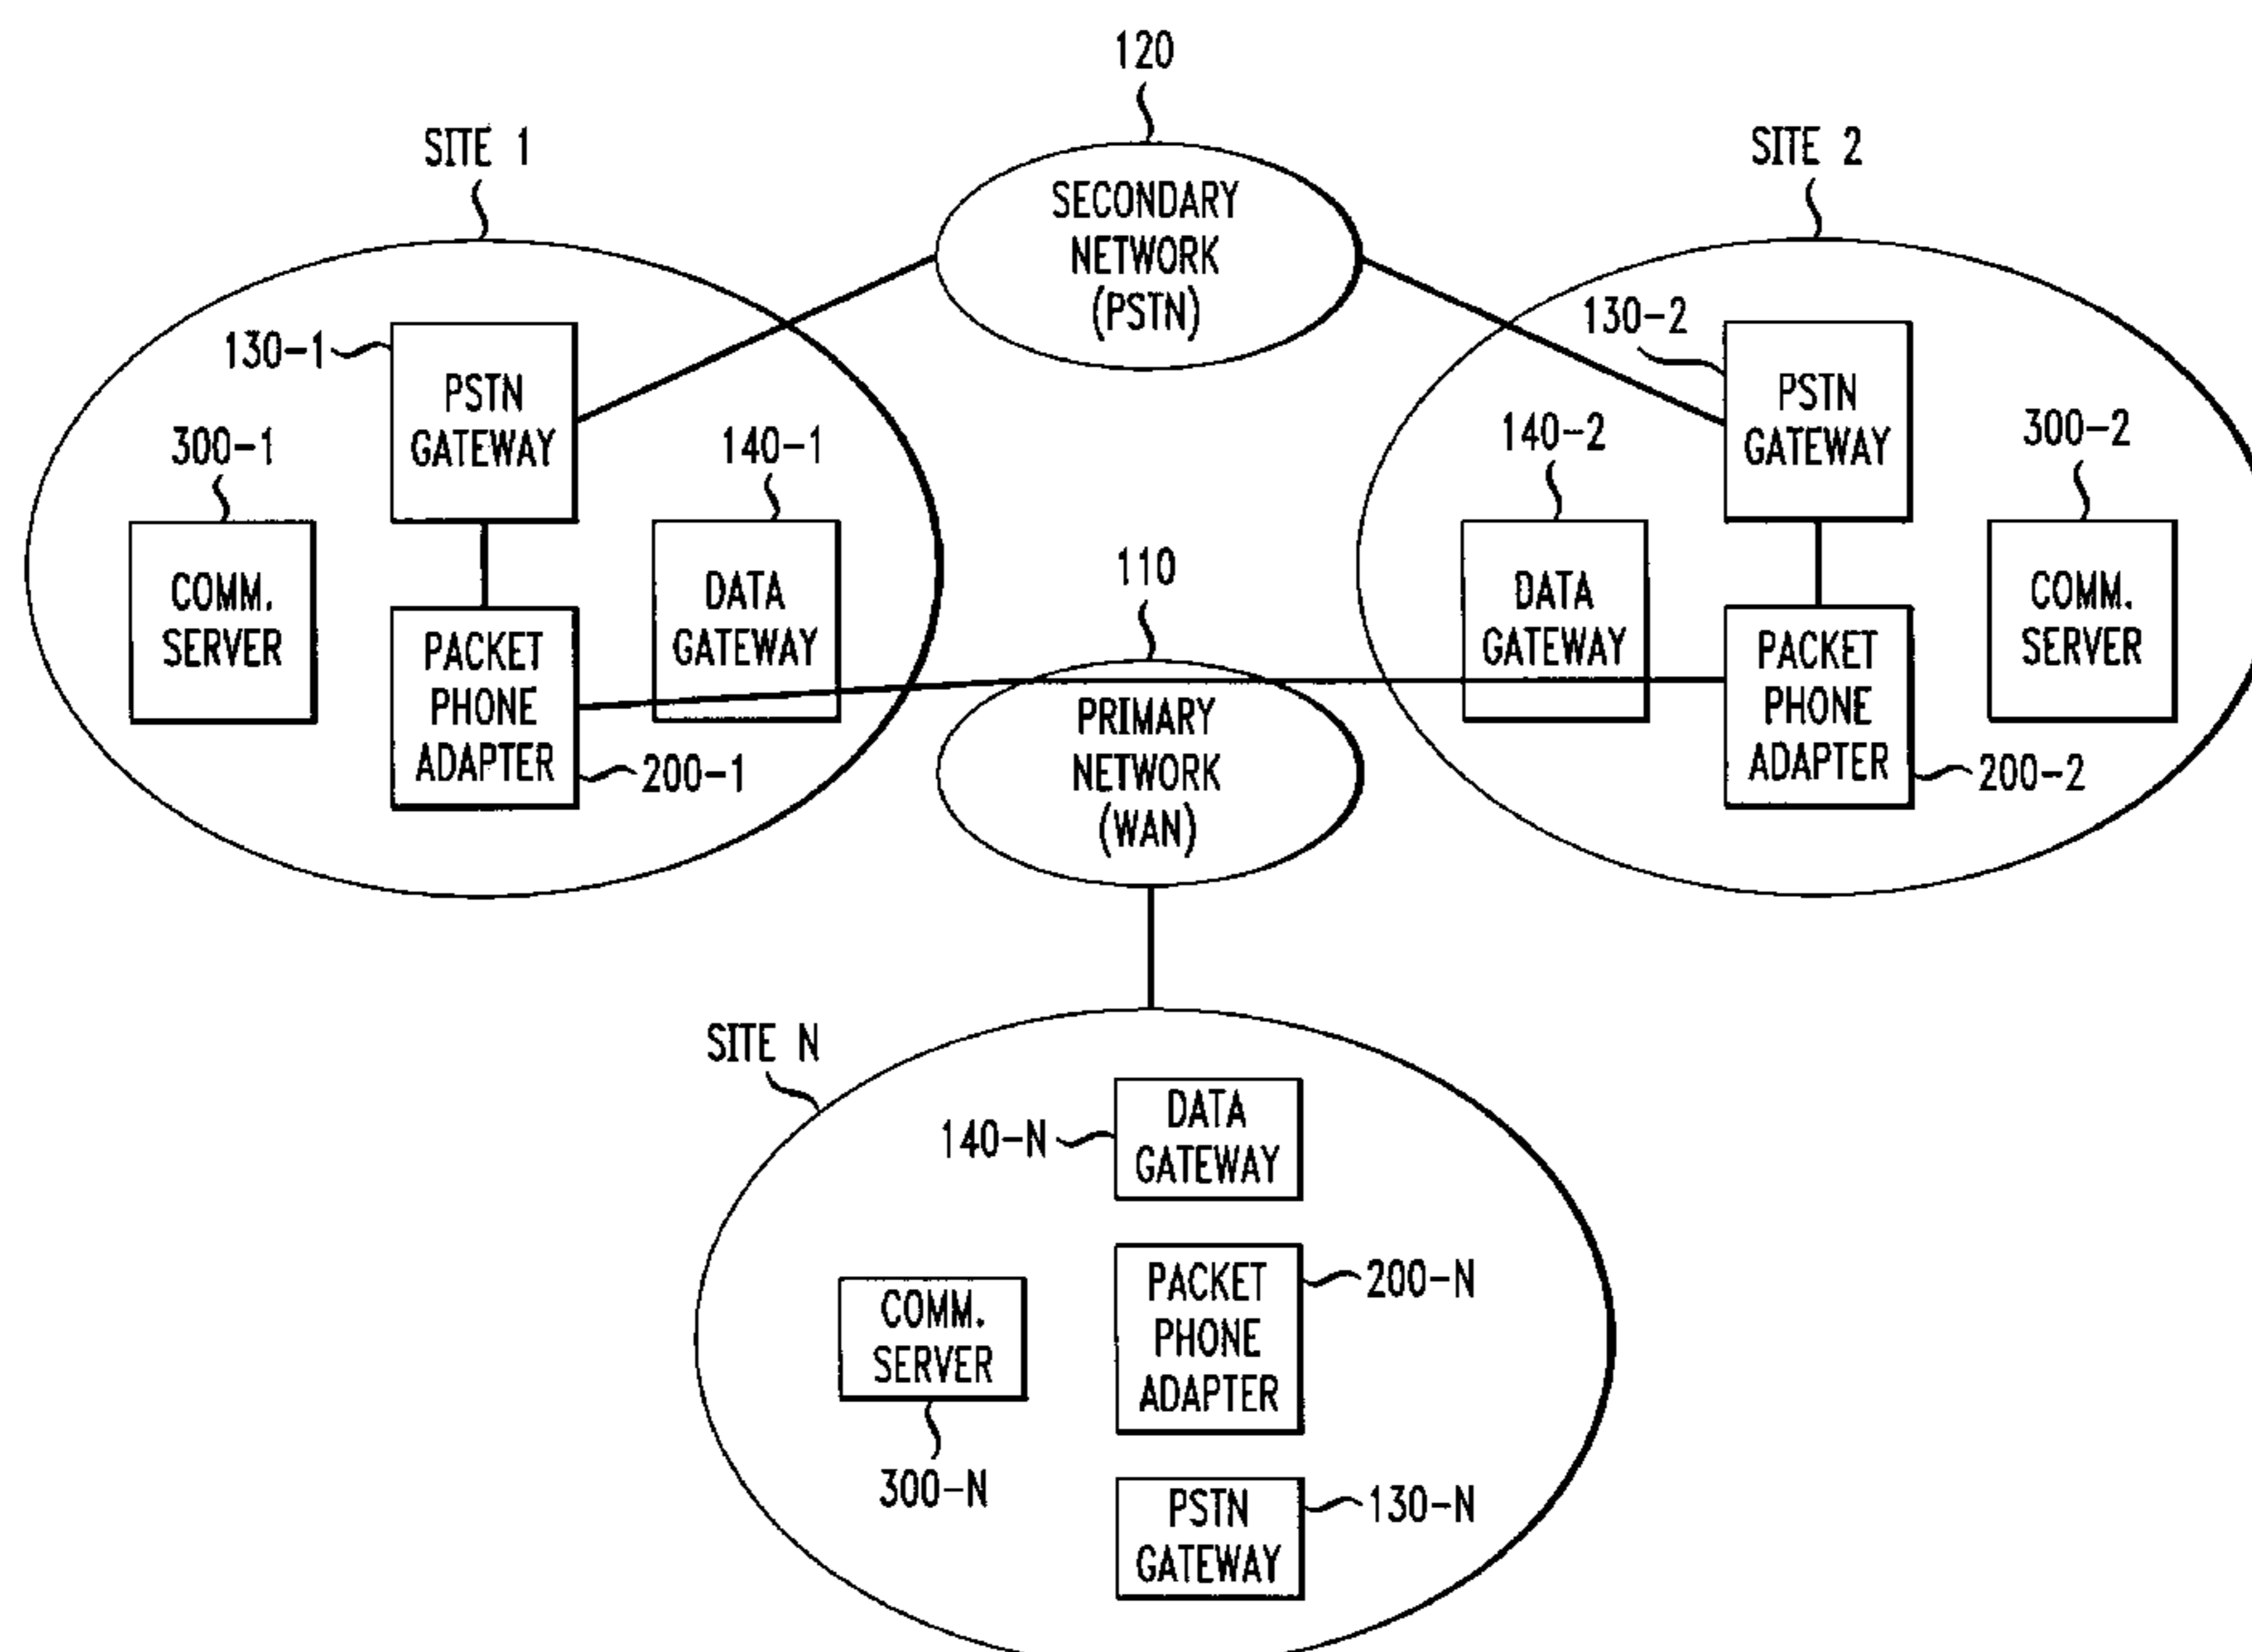 120
SITE 1
SITE 2
SECONDARY
NETWORK
(PSTN)
130-1
PSTN
GATEWAY
130-2
PSTN
GATEWAY
300-1
140-1
140-2
300-2
COMM.
SERVER
DATA
GATEWAY
110
DATA
GATEWAY
COMM.
SERVER
PACKET
PHONE
ADAPTER
200-1
PRIMARY
NETWORK
(WAN)
PACKET
PHONE
ADAPTER
200-2
SITE N
DATA
GATEWAY
140-N
PACKET
PHONE
ADAPTER
200-N
COMM.
SERVER
300-N
PSTN
GATEWAY
130-N